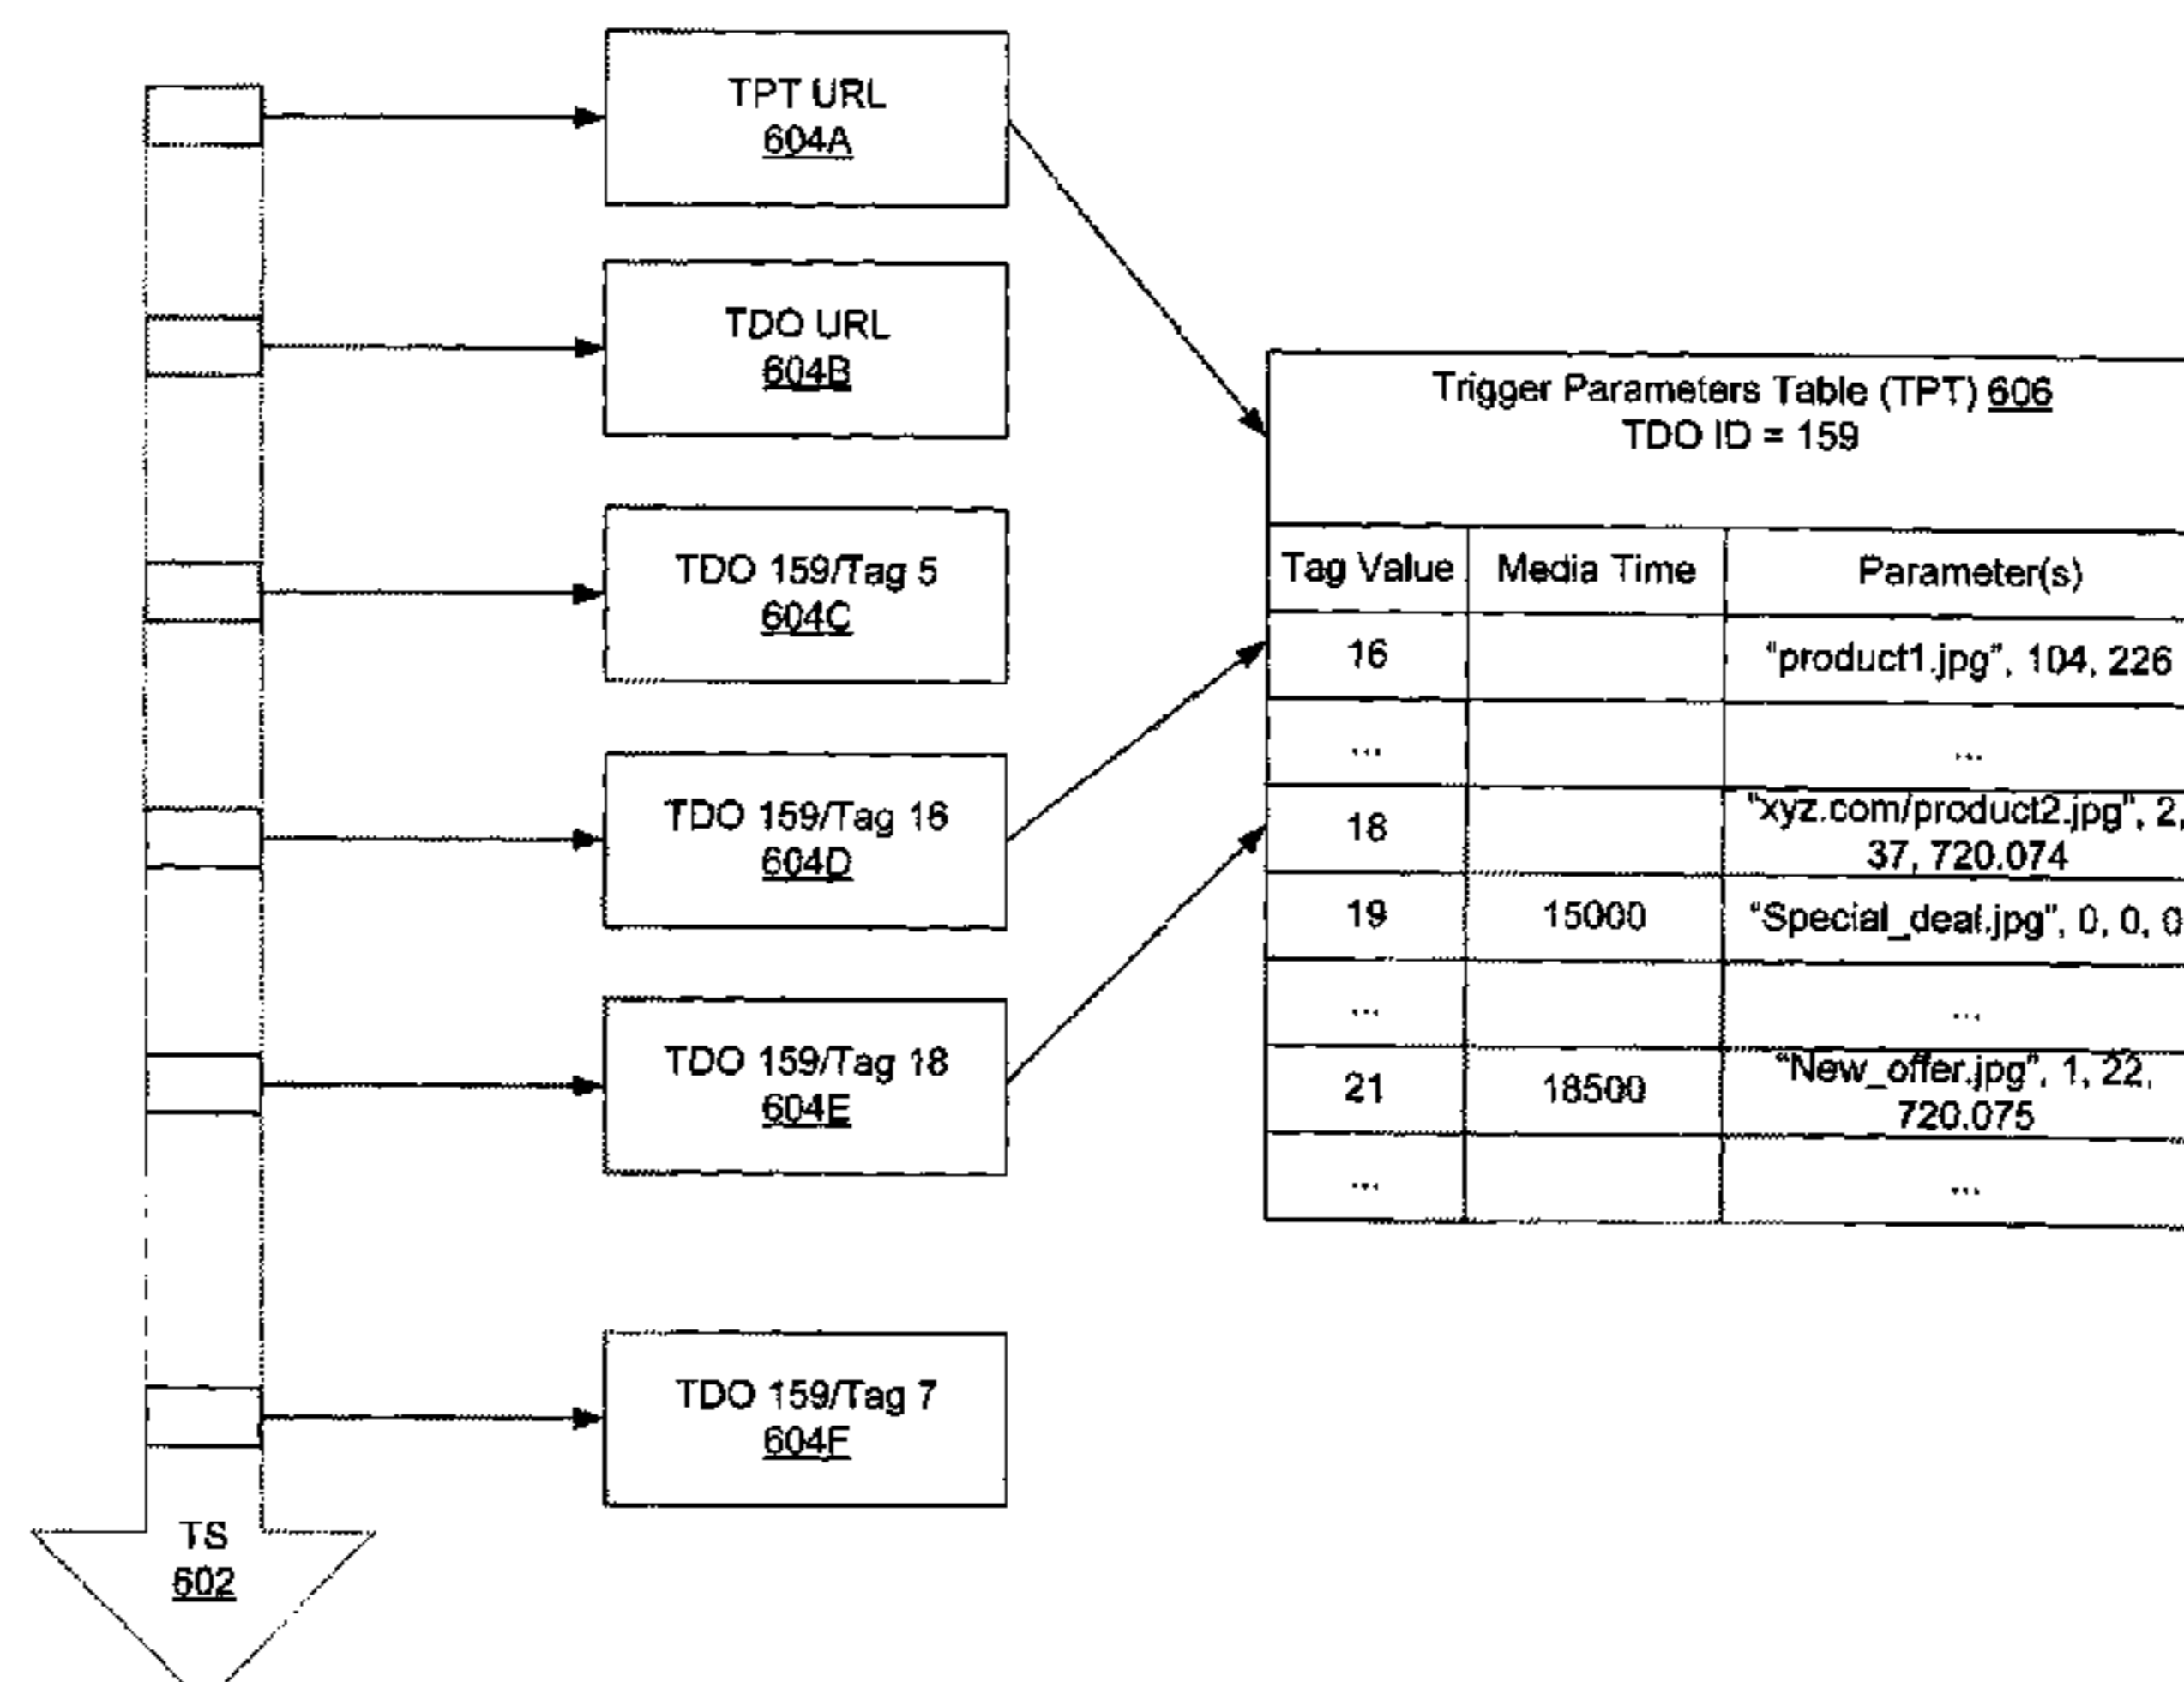 TPT URL
604A
TDO URL
604B
TDO 159/Tag 5
604C
TDO 159/Tag 16
604D
TDO 159/Tag 18
604E
TDO 159/Tag 7
604F
TS
602
Trigger Parameters Table (TPT) 606
TDO ID = 159
Tag Value Media Time Parameter(s)
16 "product1.jpg", 104, 226
... ...
18 "xyz.com/product2.jpg", 2,
37, 720.074
19 15000 "Special_deal.jpg", 0, 0, 0
... ...
21 18500 "New_offer.jpg", 1, 22,
720.075
... ...